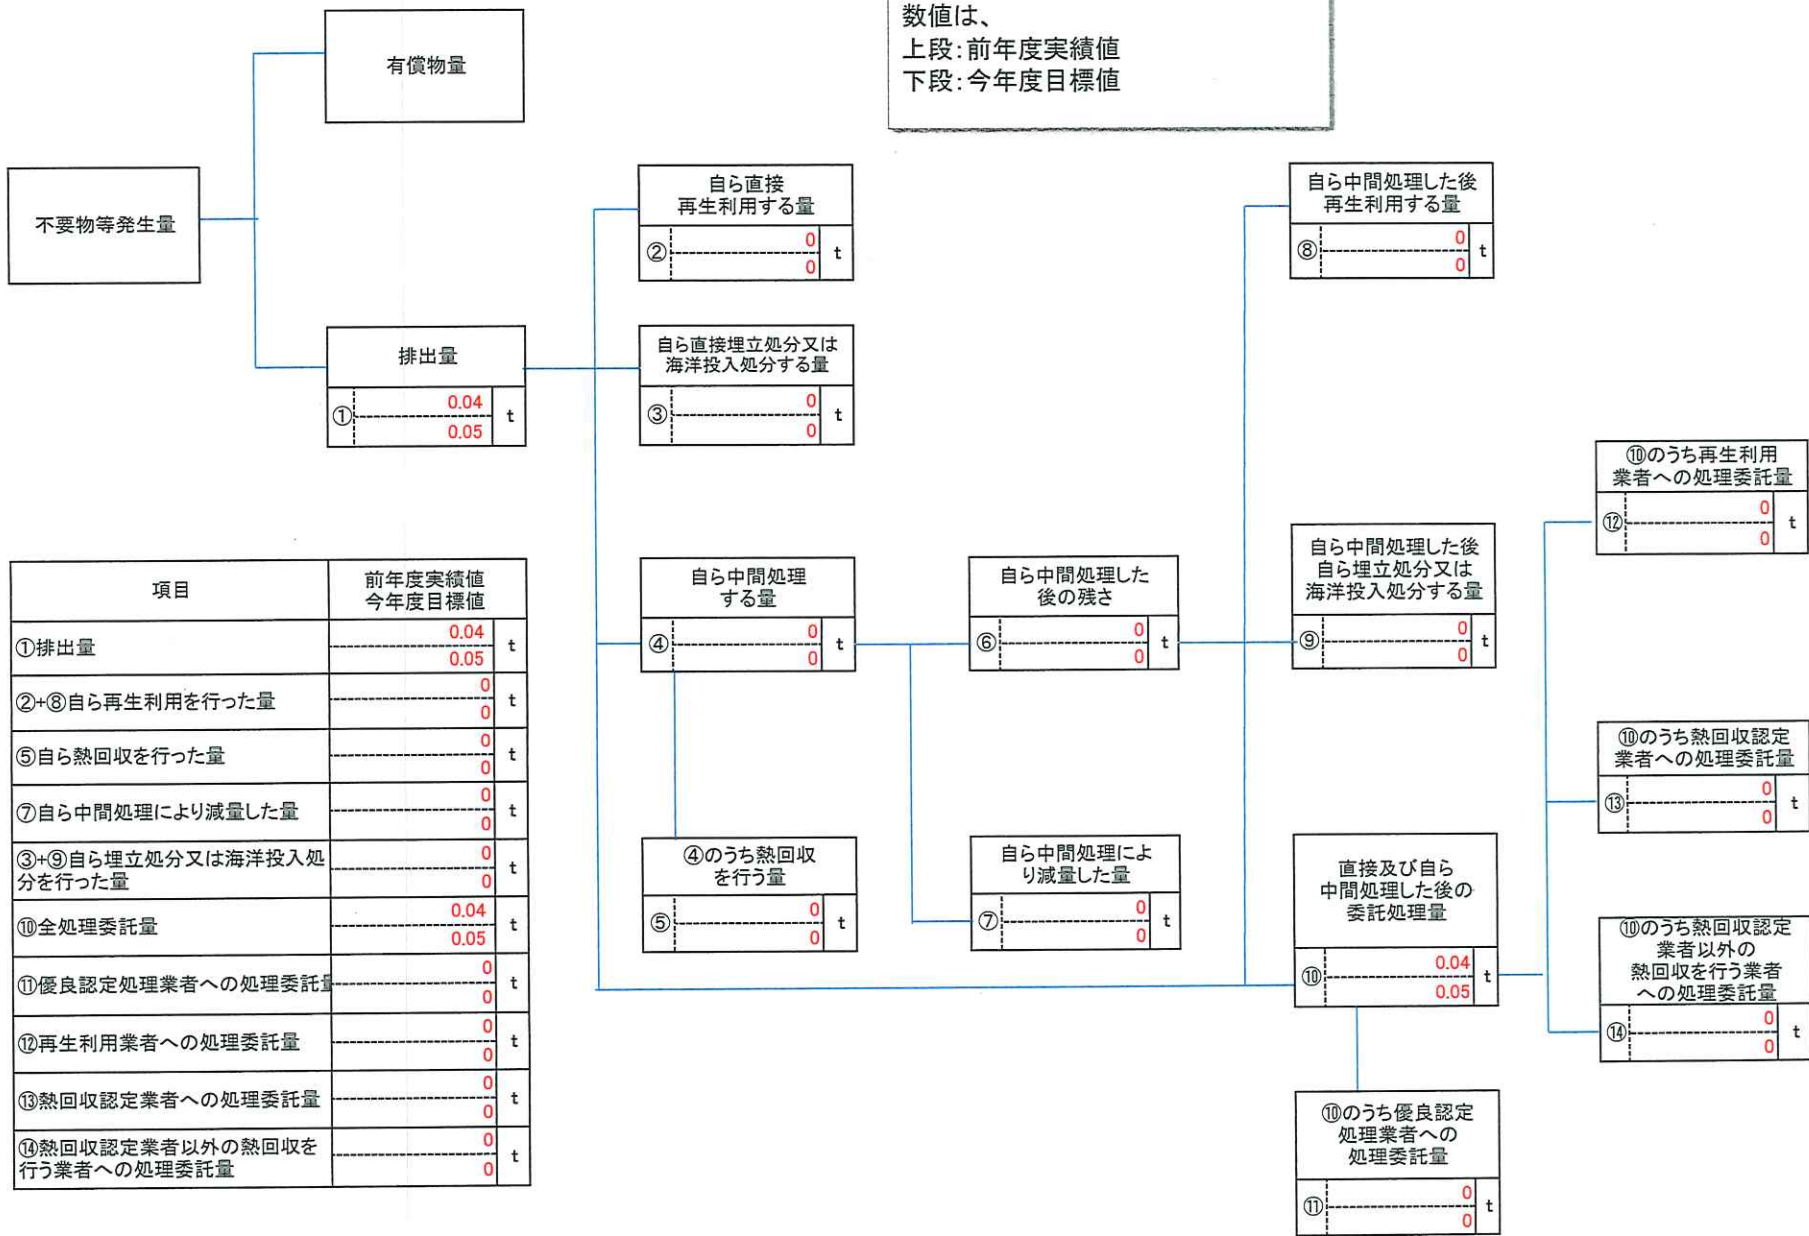 数値は、
上段：前年度実績値
下段：今年度目標値
有償物量
不要物等発生量
排出量
① 0.04 t
0.05
自ら直接
再生利用する量
② 0 t
0
自ら直接埋立処分又は
海洋投入処分する量
③ 0 t
0
自ら中間処理
する量
④ 0 t
0
④のうち熱回収
を行う量
⑤ 0 t
0
自ら中間処理した
後の残さ
⑥ 0 t
0
自ら中間処理によ
り減量した量
⑦ 0 t
0
自ら中間処理した後
再生利用する量
⑧ 0 t
0
自ら中間処理した後
自ら埋立処分又は
海洋投入処分する量
⑨ 0 t
0
直接及び自ら
中間処理した後の
委託処理量
⑩ 0.04 t
0.05
⑩のうち優良認定
処理業者への
処理委託量
⑪ 0 t
0
⑩のうち再生利用
業者への処理委託量
⑫ 0 t
0
⑩のうち熱回収認定
業者への処理委託量
⑬ 0 t
0
⑩のうち熱回収認定
業者以外の
熱回収を行う業者
への処理委託量
⑭ 0 t
0
項目 前年度実績値
今年度目標値
①排出量 0.04 t
0.05
②+⑧自ら再生利用を行った量 0 t
0
⑤自ら熱回収を行った量 0 t
0
⑦自ら中間処理により減量した量 0 t
0
③+⑨自ら埋立処分又は海洋投入処 0 t
分を行った量 0
⑩全処理委託量 0.04 t
0.05
⑪優良認定処理業者への処理委託量 0 t
0
⑫再生利用業者への処理委託量 0 t
0
⑬熱回収認定業者への処理委託量 0 t
0
⑭熱回収認定業者以外の熱回収を 0 t
行う業者への処理委託量 0